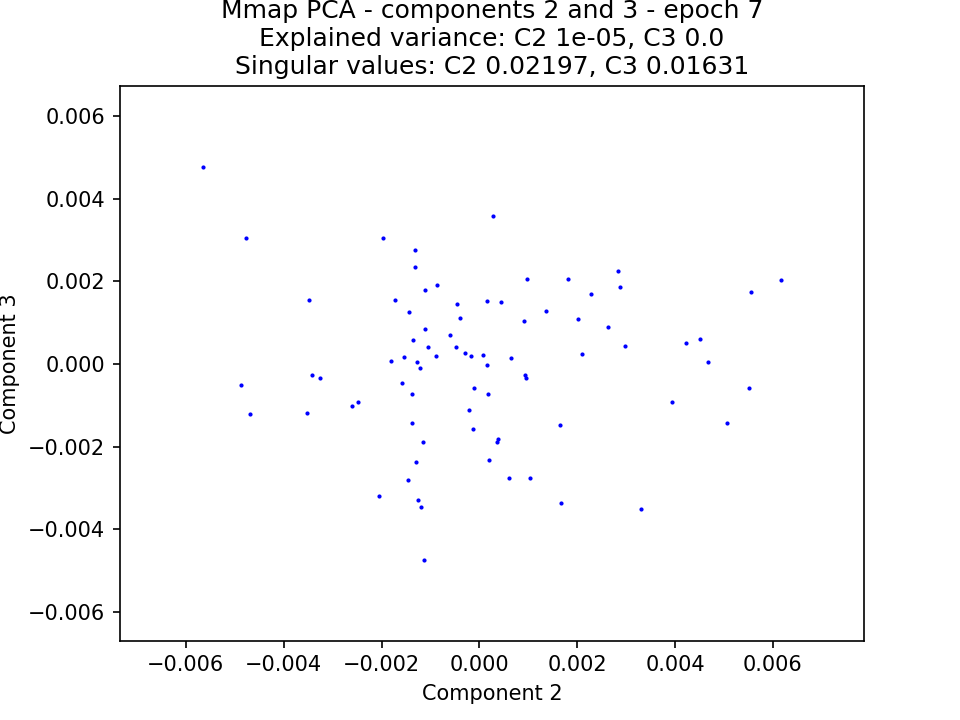 Mmap PCA - components 2 and 3 - epoch 7
Explained variance: C2 1e-05, C3 0.0
Singular values: C2 0.02197, C3 0.01631
0.006
0.004
0.002
0.000
−0.002
−0.004
−0.006
Component 3
−0.006 −0.004 −0.002 0.000 0.002 0.004 0.006
Component 2